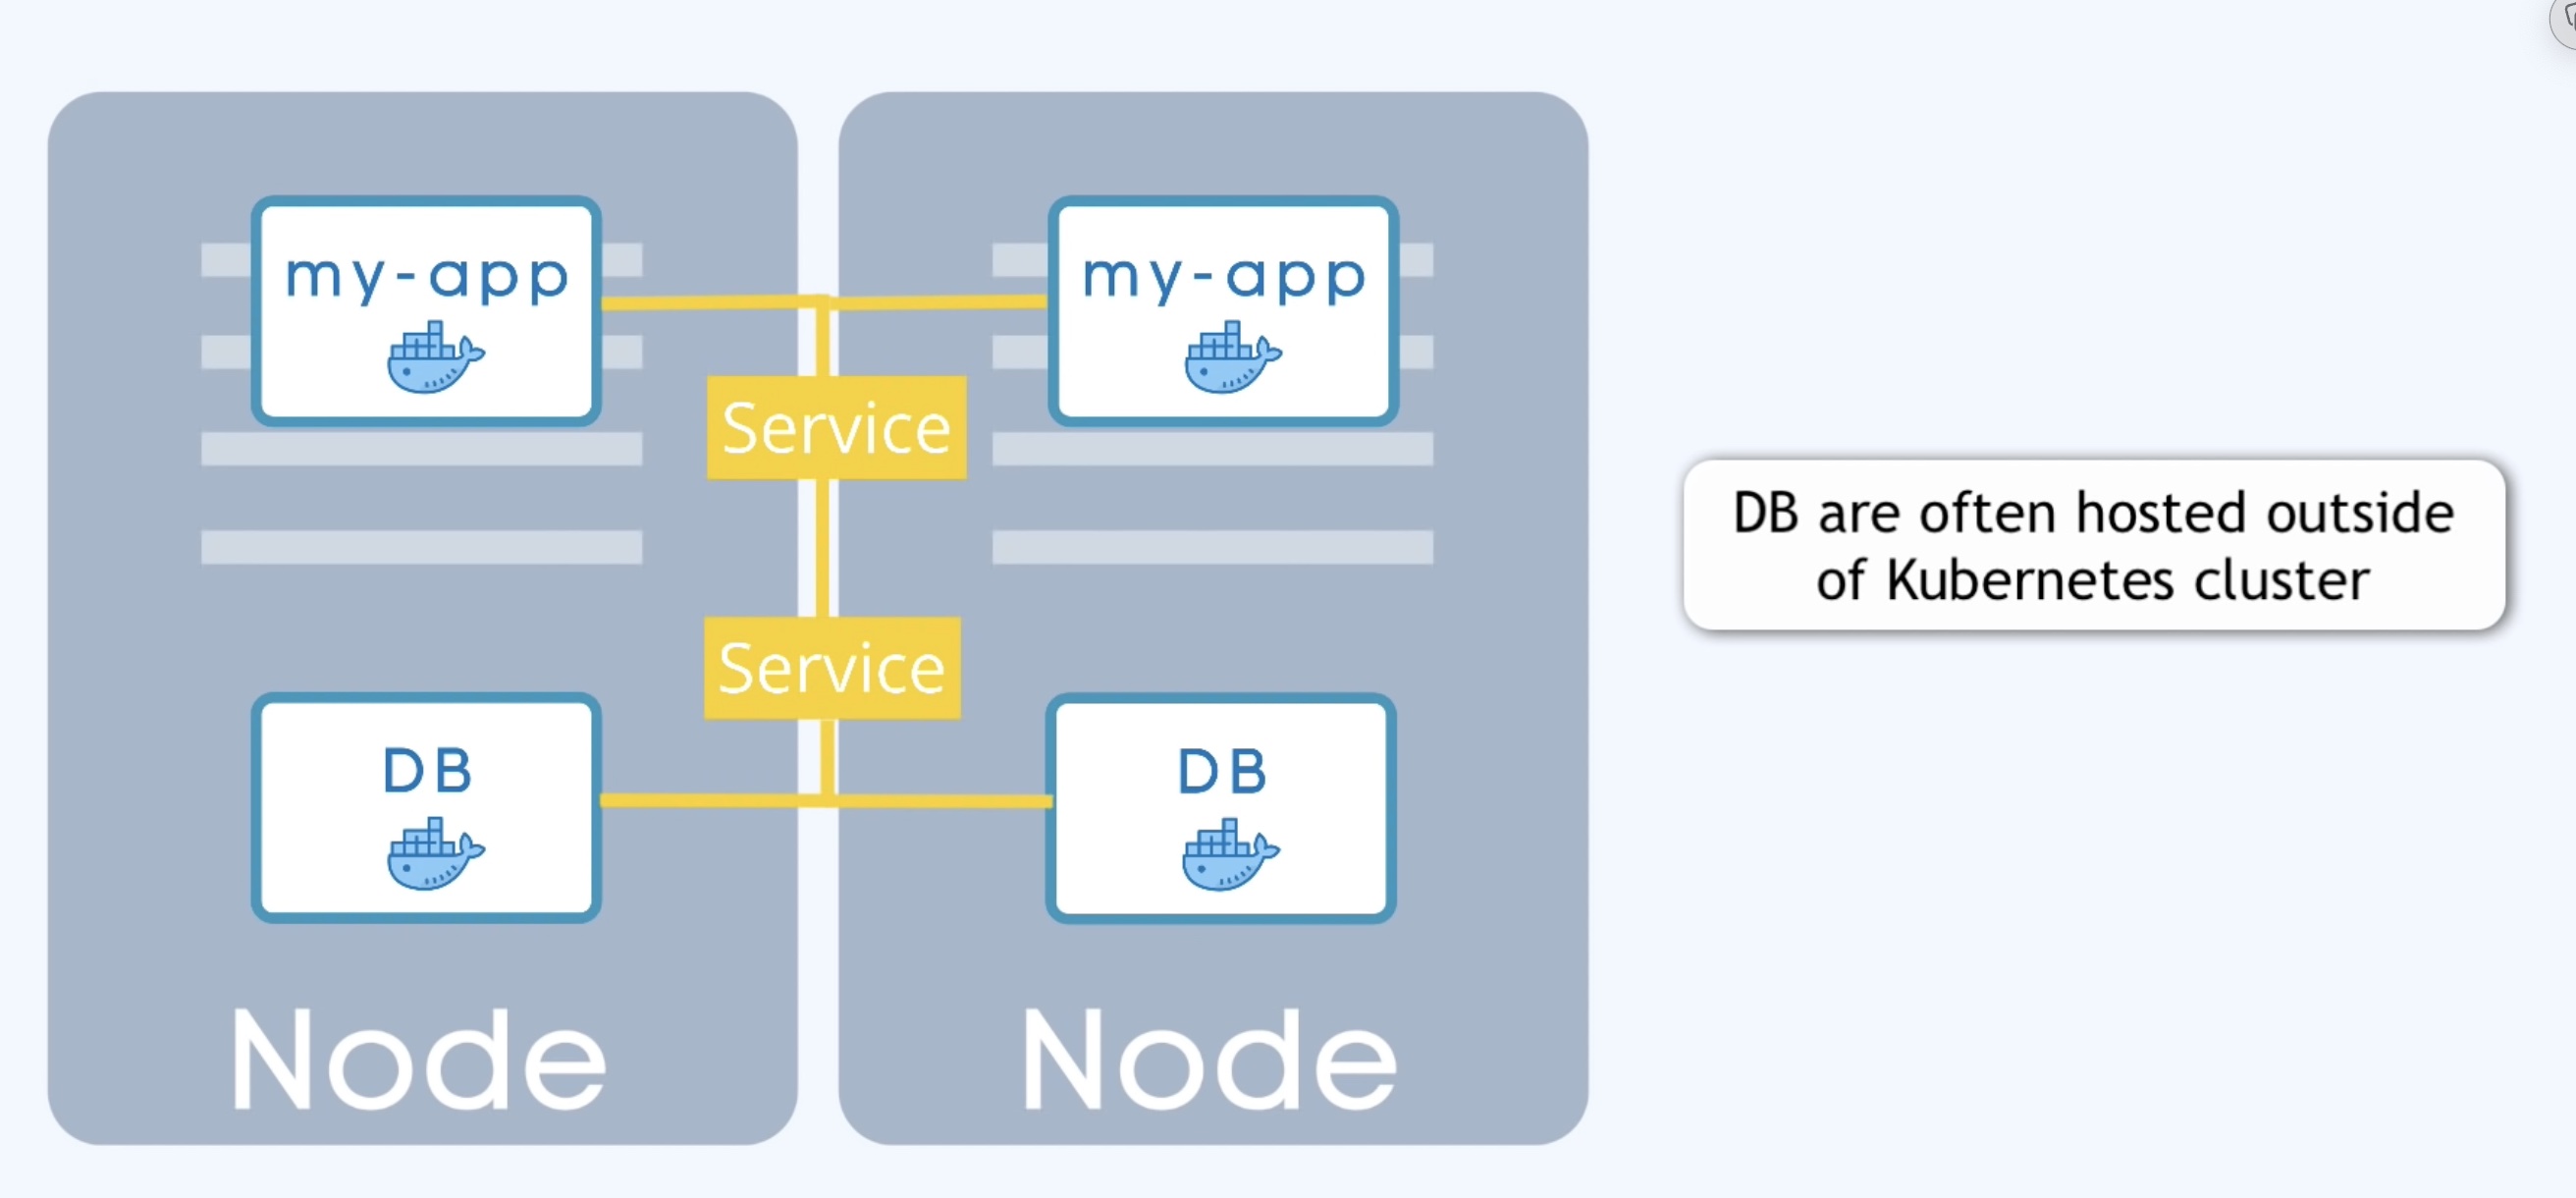 my-app
my-app
Service
Service
DB
DB
Node
Node
DB are often hosted outside
of Kubernetes cluster